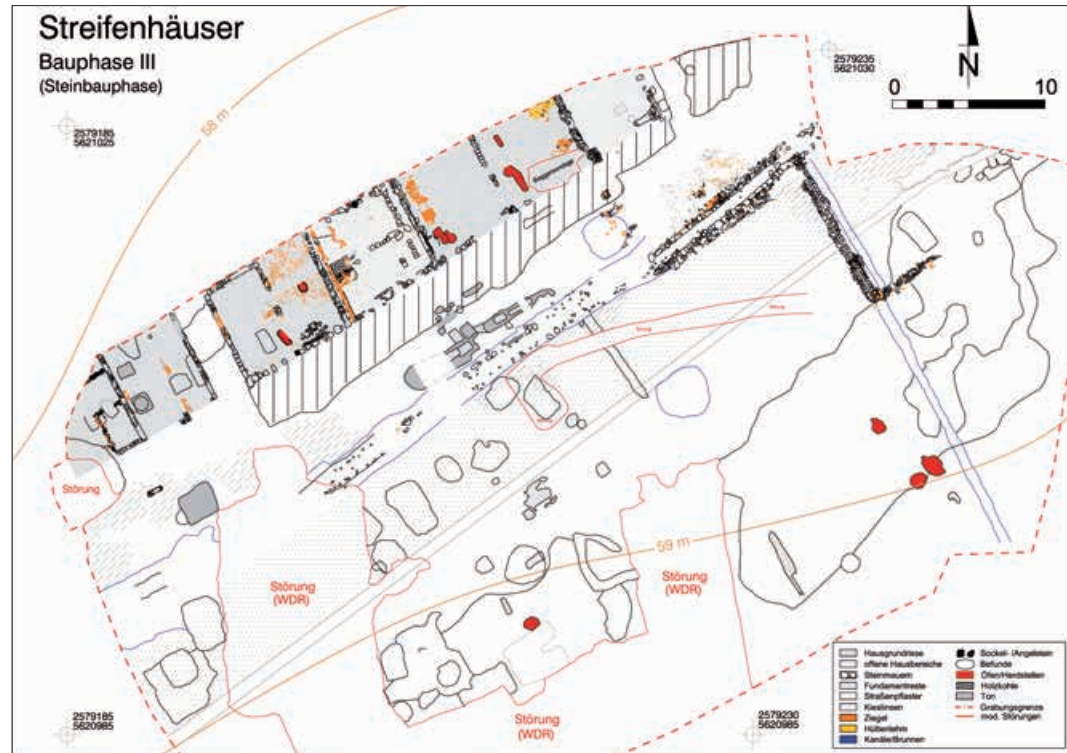 Streifenhäuser
Bauphase III
(Steinbauphase)
2579185
5621025
58 m
2579235
5621030
N
0 10
Störung
Störung
(WDR)
59 m
Störung
(WDR)
Störung
(WDR)
2579185
5620985
2579230
5620985
Hausgrundrisse
offene Hausbereiche
Steinmauern
Fundamentreste
Straßenpflaster
Kieslinsen
Ziegel
Hüttenlehm
Kanäle/Brunnen
Sockel- /Angelstein
Befunde
Öfen/Herdstellen
Holzkohle
Ton
Grabungsgrenze
mod. Störungen